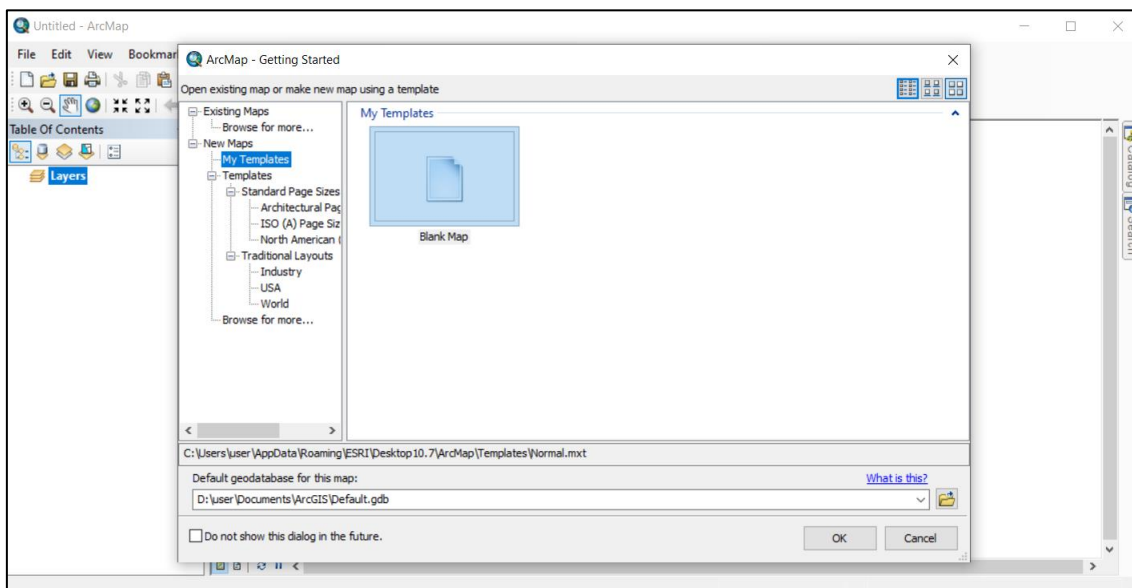 Untitled - ArcMap
File Edit View Bookmar
ArcMap - Getting Started
Open existing map or make new map using a template
Table Of Contents
Layers
Existing Maps
Browse for more...
New Maps
My Templates
Templates
Standard Page Sizes
Architectural Pag
ISO (A) Page Siz
North American (
Traditional Layouts
Industry
USA
World
Browse for more...
My Templates
Blank Map
C:\Users\user\AppData\Roaming\ESRI\Desktop10.7\ArcMap\Templates\Normal.mxt
Default geodatabase for this map:
What is this?
D:\user\Documents\ArcGIS\Default.gdb
Do not show this dialog in the future.
OK Cancel
Catalog
Search